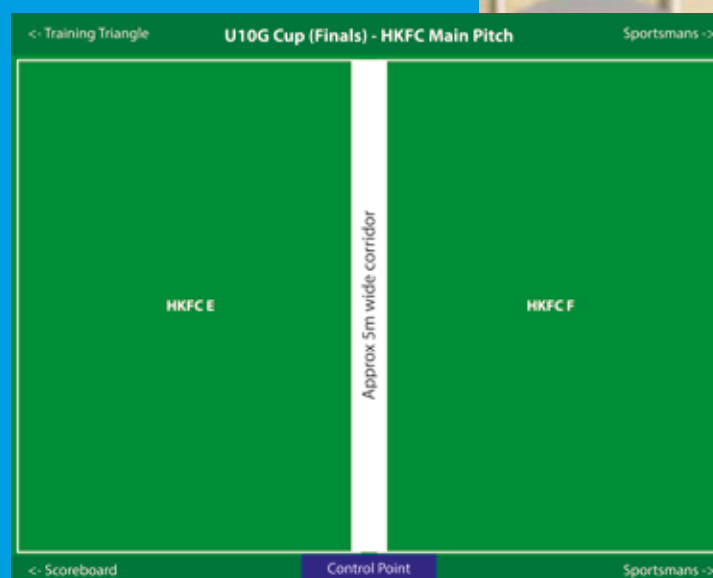 <- Training Triangle
U10G Cup (Finals) - HKFC Main Pitch
Sportsmans ->
HKFC E
Approx 5m wide corridor
HKFC F
<- Scoreboard
Control Point
Sportsmans ->